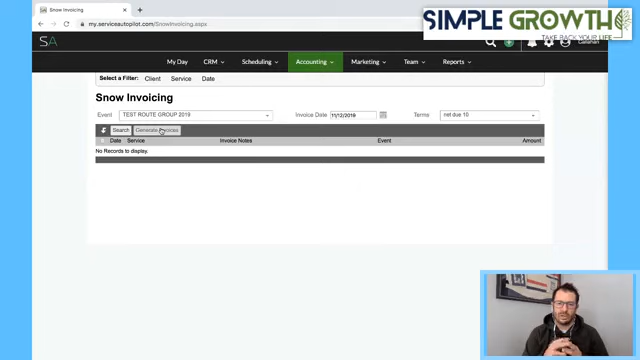 SIMPLE GROWTH
TAKE BACK YOUR LIFE
Snow Invoicing
my.serviceautopilot.com/SnowInvoicing.aspx
SA
My Day CRM Scheduling Accounting Marketing Team Reports
Callahan
Select a Filter: Client Service Date
Snow Invoicing
Event TEST ROUTE GROUP 2019 Invoice Date 11/12/2018 Terms net due 15
Search Generate Invoices
Date Service Invoice Notes Event Amount
No Records to display.